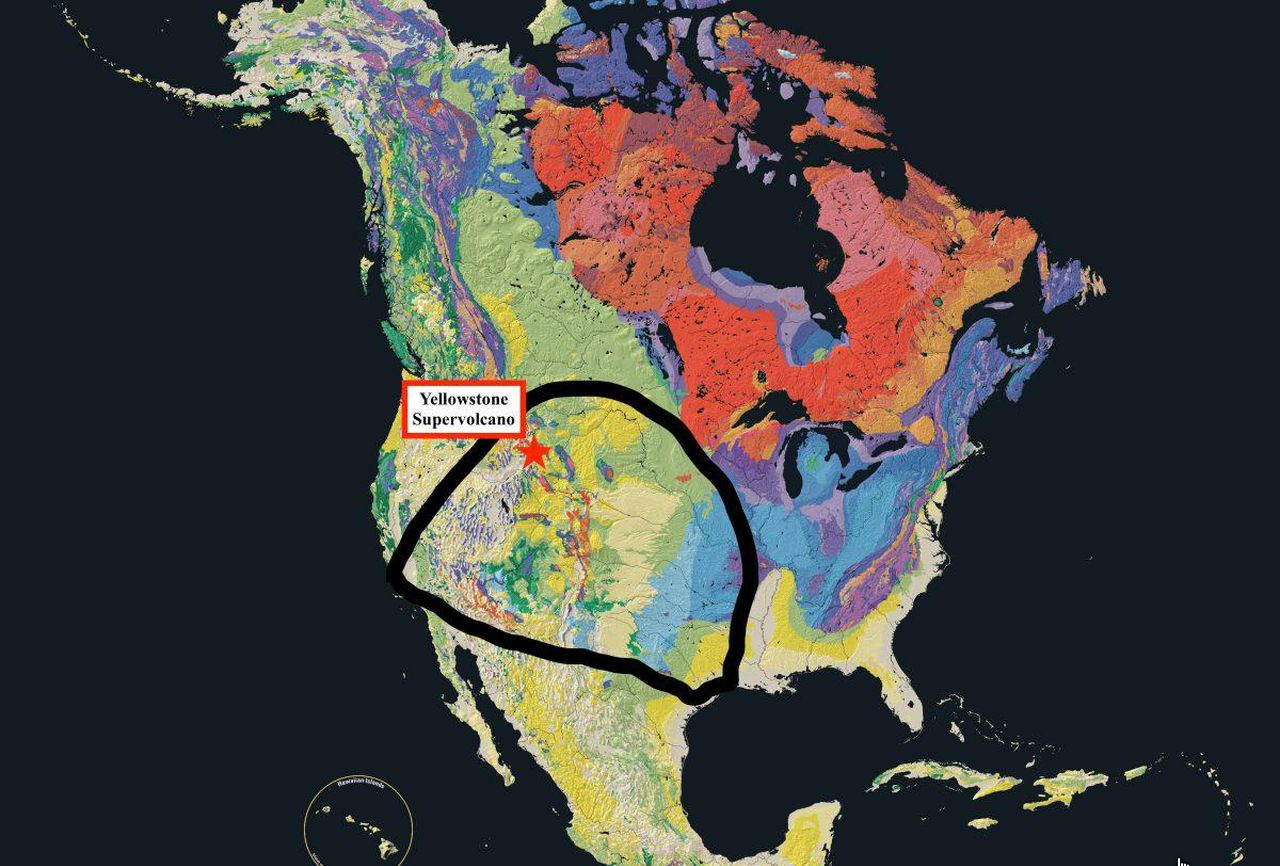 Yellowstone
Supervolcano
Hawaiian Islands